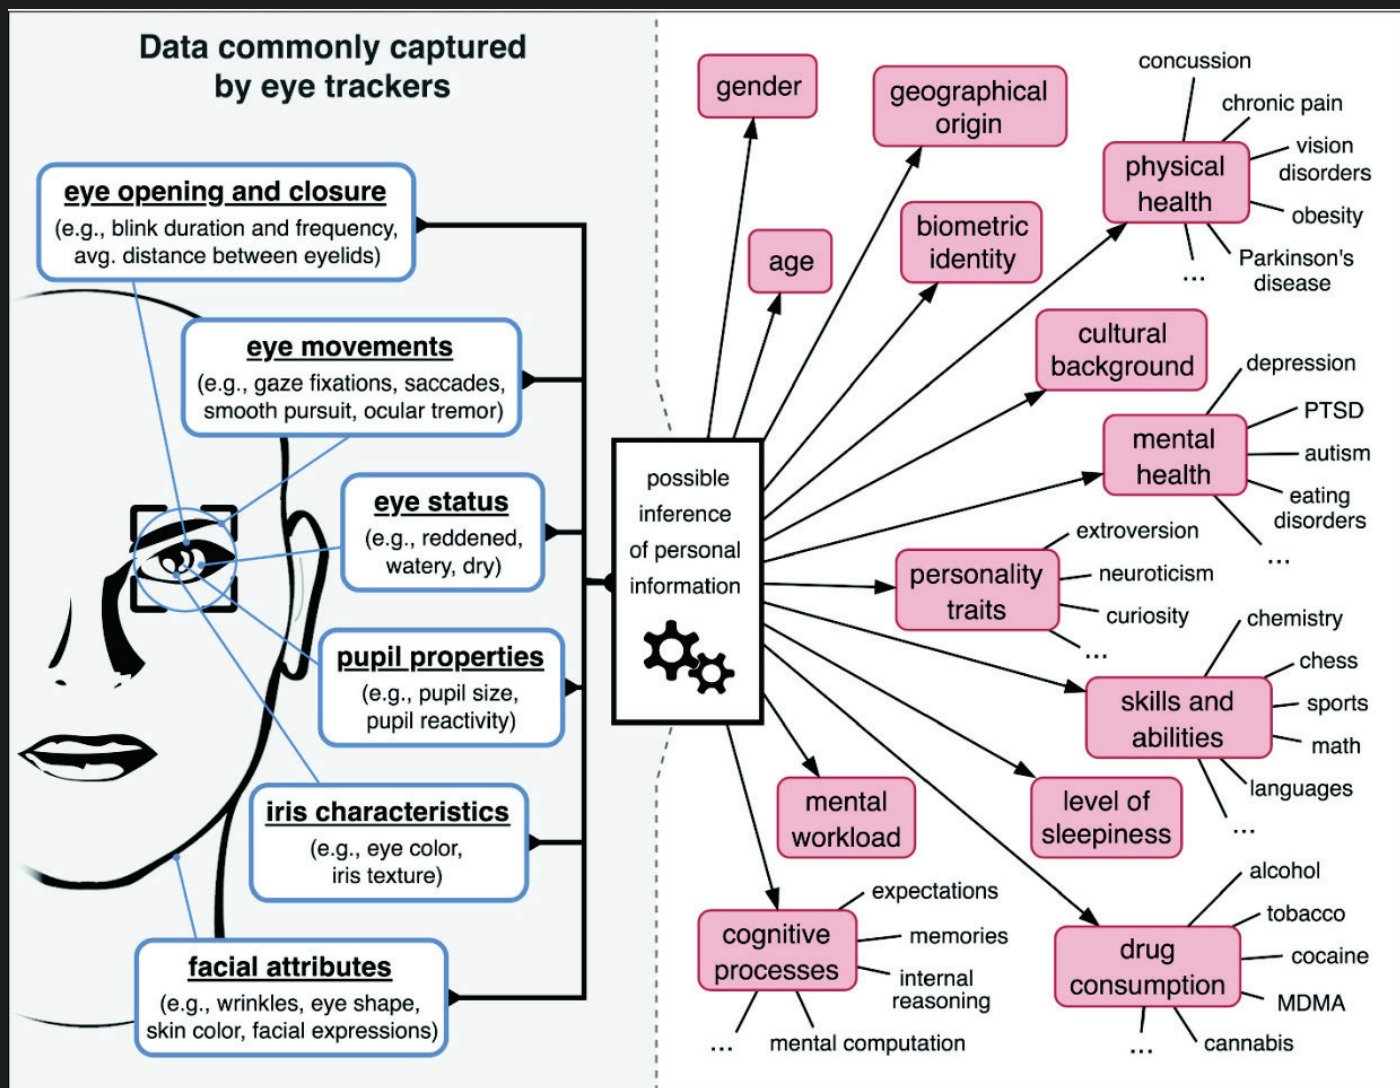 Data commonly captured
by eye trackers
eye opening and closure
(e.g., blink duration and frequency,
avg. distance between eyelids)
eye movements
(e.g., gaze fixations, saccades,
smooth pursuit, ocular tremor)
eye status
(e.g., reddened,
watery, dry)
pupil properties
(e.g., pupil size,
pupil reactivity)
iris characteristics
(e.g., eye color,
iris texture)
facial attributes
(e.g., wrinkles, eye shape,
skin color, facial expressions)
possible
inference
of personal
information
gender
geographical
origin
age
biometric
identity
physical
health
concussion
chronic pain
vision
disorders
obesity
Parkinson's
disease
...
cultural
background
mental
health
depression
PTSD
autism
eating
disorders
...
personality
traits
extroversion
neuroticism
curiosity
...
skills and
abilities
chemistry
chess
sports
math
languages
...
mental
workload
level of
sleepiness
cognitive
processes
expectations
memories
internal
reasoning
mental computation
...
drug
consumption
alcohol
tobacco
cocaine
MDMA
cannabis
...